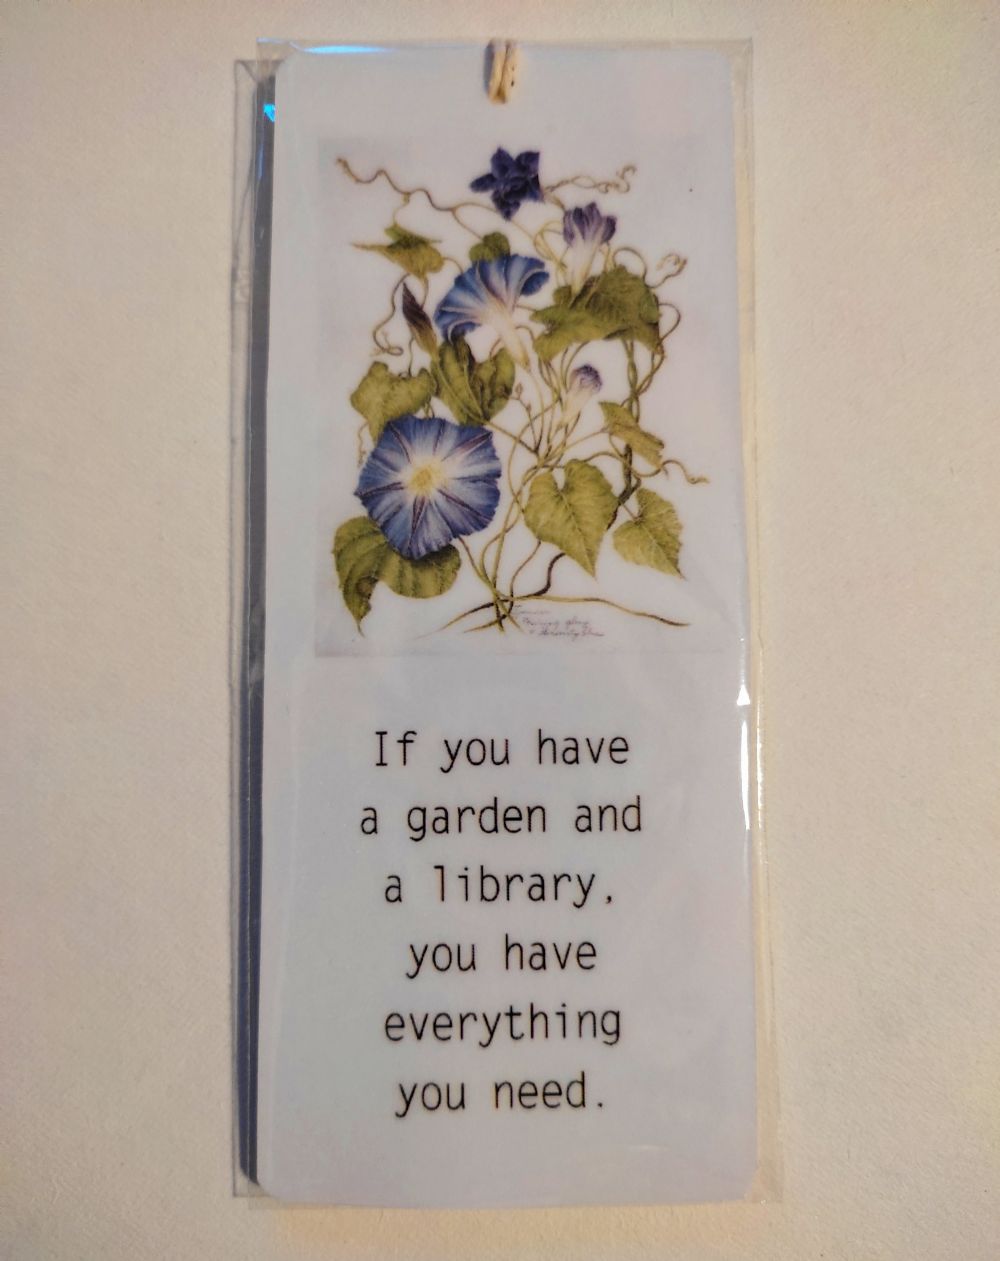 If you have
a garden and
a library,
you have
everything
you need.